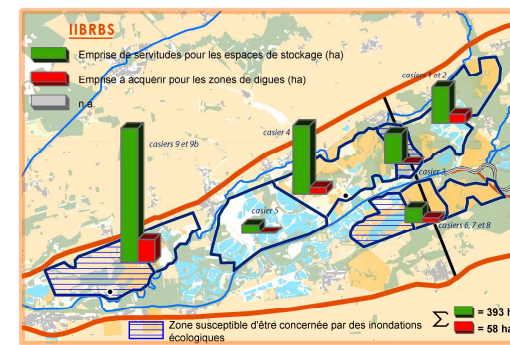 IIBRBS
Emprise de servitudes pour les espaces de stockage (ha)
Emprise à acquérir pour les zones de digues (ha)
n.a.
casiers 1 et 2
casier 4
casiers 9 et 9b
casier 3
casier 5
casiers 6, 7 et 8
Σ = 393 h
= 58 ha
Zone susceptible d'être concernée par des inondations
écologiques